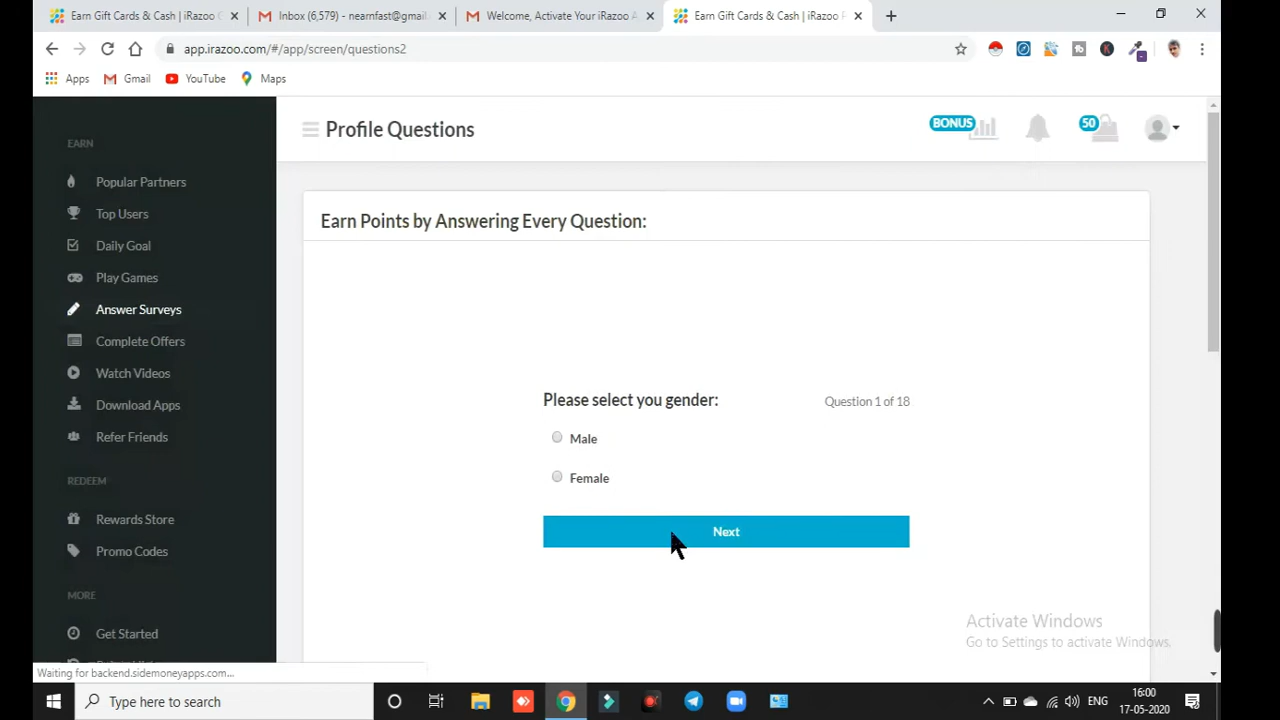 Earn Gift Cards & Cash | iRazoo
Inbox (6,579) - nearnfast@gmail
Welcome, Activate Your iRazoo
Earn Gift Cards & Cash | iRazoo
app.irazoo.com/#/app/screen/questions2
Apps
Gmail
YouTube
Maps
EARN
Popular Partners
Top Users
Daily Goal
Play Games
Answer Surveys
Complete Offers
Watch Videos
Download Apps
Refer Friends
REDEEM
Rewards Store
Promo Codes
MORE
Get Started
Profile Questions
BONUS
50
Earn Points by Answering Every Question:
Please select you gender:
Question 1 of 18
Male
Female
Next
Activate Windows
Go to Settings to activate Windows.
Waiting for backend.sidemoneyapps.com...
Type here to search
ENG
16:00
17-05-2020